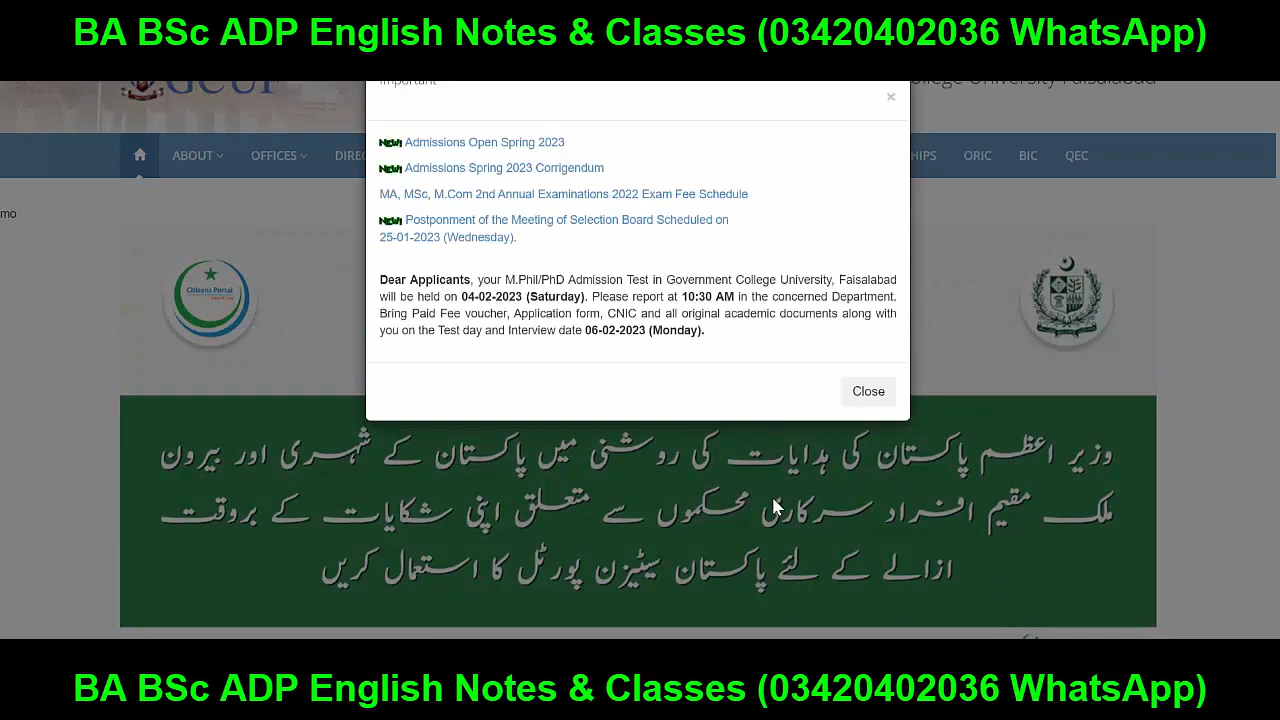 BA BSc ADP English Notes & Classes (03420402036 WhatsApp)
GCUF
College University Faisalabad
Important
×
NEW! Admissions Open Spring 2023
ABOUT OFFICES DIREC HIPS ORIC BIC QEC
NEW! Admissions Spring 2023 Corrigendum
MA, MSc, M.Com 2nd Annual Examinations 2022 Exam Fee Schedule
mo
NEW! Postponment of the Meeting of Selection Board Scheduled on
25-01-2023 (Wednesday).
Citizens Portal
Dear Applicants, your M.Phil/PhD Admission Test in Government College University, Faisalabad
will be held on 04-02-2023 (Saturday). Please report at 10:30 AM in the concerned Department.
Bring Paid Fee voucher, Application form, CNIC and all original academic documents along with
you on the Test day and Interview date 06-02-2023 (Monday).
Close
وزیر اعظم پاکستان کی ہدایات کی روشنی میں پاکستان کے شہری اور بیرون
ملک مقیم افراد سرکاری محکموں سے متعلق اپنی شکایات کے بروقت
ازالے کے لئے پاکستان سیٹیزن پورٹل کا استعمال کریں
BA BSc ADP English Notes & Classes (03420402036 WhatsApp)